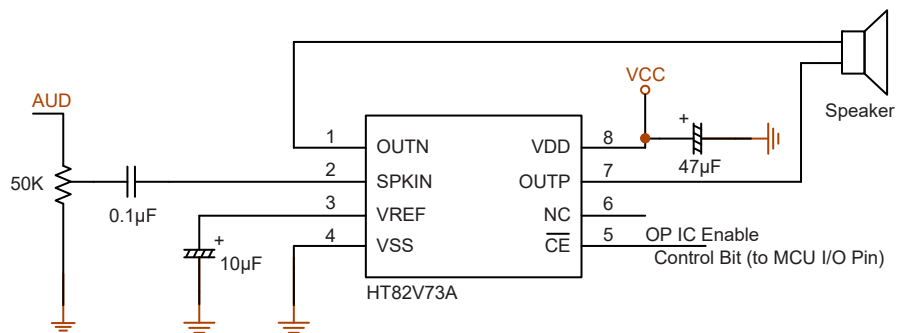 VCC
AUD
Speaker
+
1
OUTN
VDD
8
47µF
50K
2
SPKIN
OUTP
7
0.1µF
3
VREF
NC
6
+
10µF
4
VSS
C̅E̅
5
OP IC Enable
Control Bit (to MCU I/O Pin)
HT82V73A